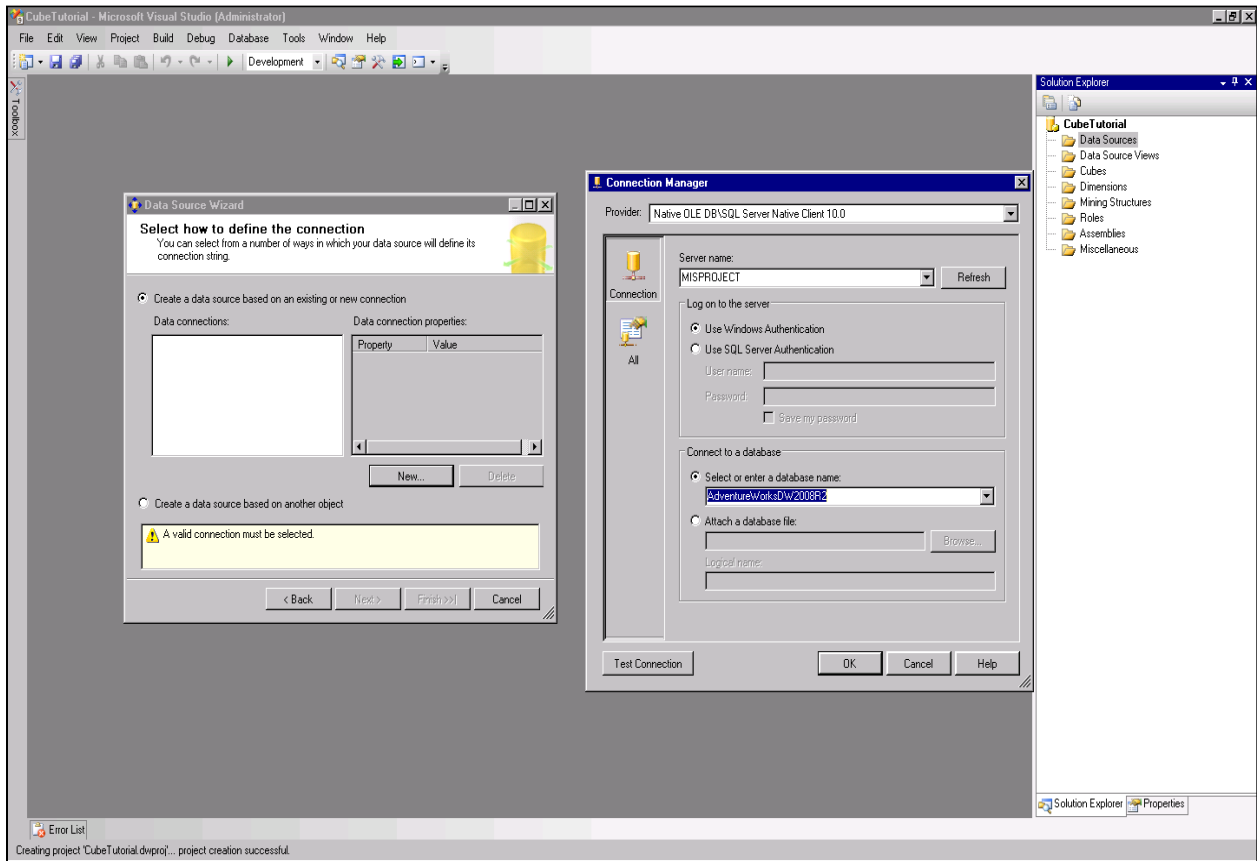 CubeTutorial - Microsoft Visual Studio (Administrator)
File Edit View Project Build Debug Database Tools Window Help
Development
Toolbox
Solution Explorer
CubeTutorial
Data Sources
Data Source Views
Cubes
Dimensions
Mining Structures
Roles
Assemblies
Miscellaneous
Data Source Wizard
Select how to define the connection
You can select from a number of ways in which your data source will define its
connection string.
Create a data source based on an existing or new connection
Data connections: Data connection properties:
Property Value
New... Delete
Create a data source based on another object
A valid connection must be selected.
< Back Next > Finish >>| Cancel
Connection Manager
Provider: Native OLE DB\SQL Server Native Client 10.0
Connection
All
Server name:
MISPROJECT Refresh
Log on to the server
Use Windows Authentication
Use SQL Server Authentication
User name:
Password:
Save my password
Connect to a database
Select or enter a database name:
AdventureWorksDW2008R2
Attach a database file:
Browse...
Logical name:
Test Connection OK Cancel Help
Solution Explorer Properties
Error List
Creating project 'CubeTutorial.dwproj'... project creation successful.